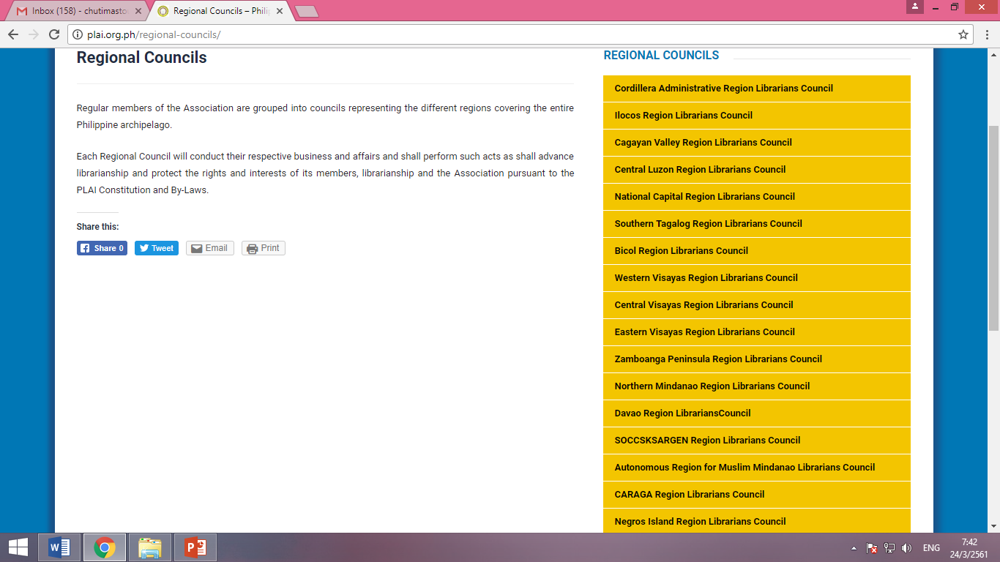 Inbox (158) - chutimasto
Regional Councils – Phili
plai.org.ph/regional-councils/
Regional Councils
Regular members of the Association are grouped into councils representing the different regions covering the entire
Philippine archipelago.
Each Regional Council will conduct their respective business and affairs and shall perform such acts as shall advance
librarianship and protect the rights and interests of its members, librarianship and the Association pursuant to the
PLAI Constitution and By-Laws.
Share this:
Share 0
Tweet
Email
Print
REGIONAL COUNCILS
Cordillera Administrative Region Librarians Council
Ilocos Region Librarians Council
Cagayan Valley Region Librarians Council
Central Luzon Region Librarians Council
National Capital Region Librarians Council
Southern Tagalog Region Librarians Council
Bicol Region Librarians Council
Western Visayas Region Librarians Council
Central Visayas Region Librarians Council
Eastern Visayas Region Librarians Council
Zamboanga Peninsula Region Librarians Council
Northern Mindanao Region Librarians Council
Davao Region LibrariansCouncil
SOCCSKSARGEN Region Librarians Council
Autonomous Region for Muslim Mindanao Librarians Council
CARAGA Region Librarians Council
Negros Island Region Librarians Council
ENG
7:42
24/3/2561